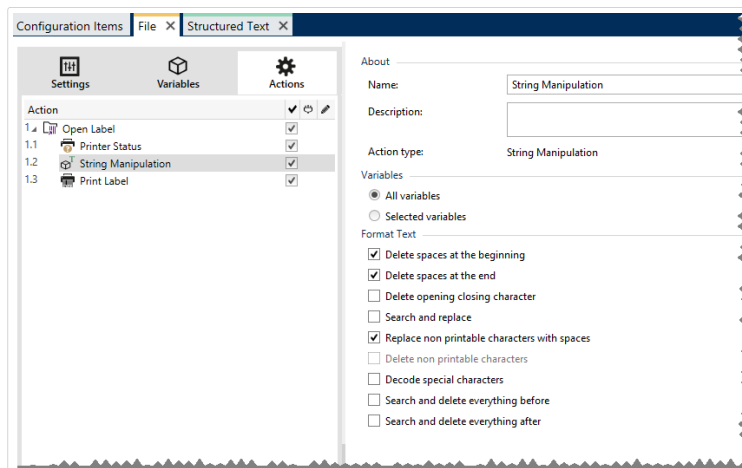 Configuration Items File Structured Text
Settings Variables Actions
Action
1 Open Label
1.1 Printer Status
1.2 String Manipulation
1.3 Print Label
About
Name: String Manipulation
Description:
Action type: String Manipulation
Variables
All variables
Selected variables
Format Text
Delete spaces at the beginning
Delete spaces at the end
Delete opening closing character
Search and replace
Replace non printable characters with spaces
Delete non printable characters
Decode special characters
Search and delete everything before
Search and delete everything after